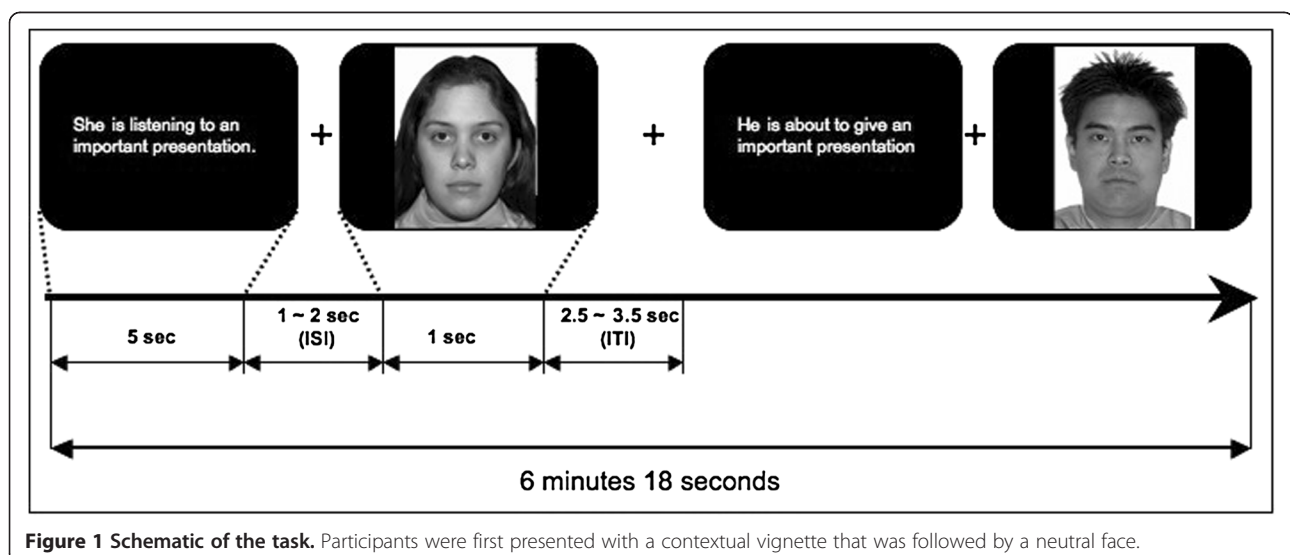 She is listening to an
important presentation.
+
+
He is about to give an
important presentation
+
5 sec
1 ~ 2 sec
(ISI)
1 sec
2.5 ~ 3.5 sec
(ITI)
6 minutes 18 seconds
Figure 1 Schematic of the task. Participants were first presented with a contextual vignette that was followed by a neutral face.